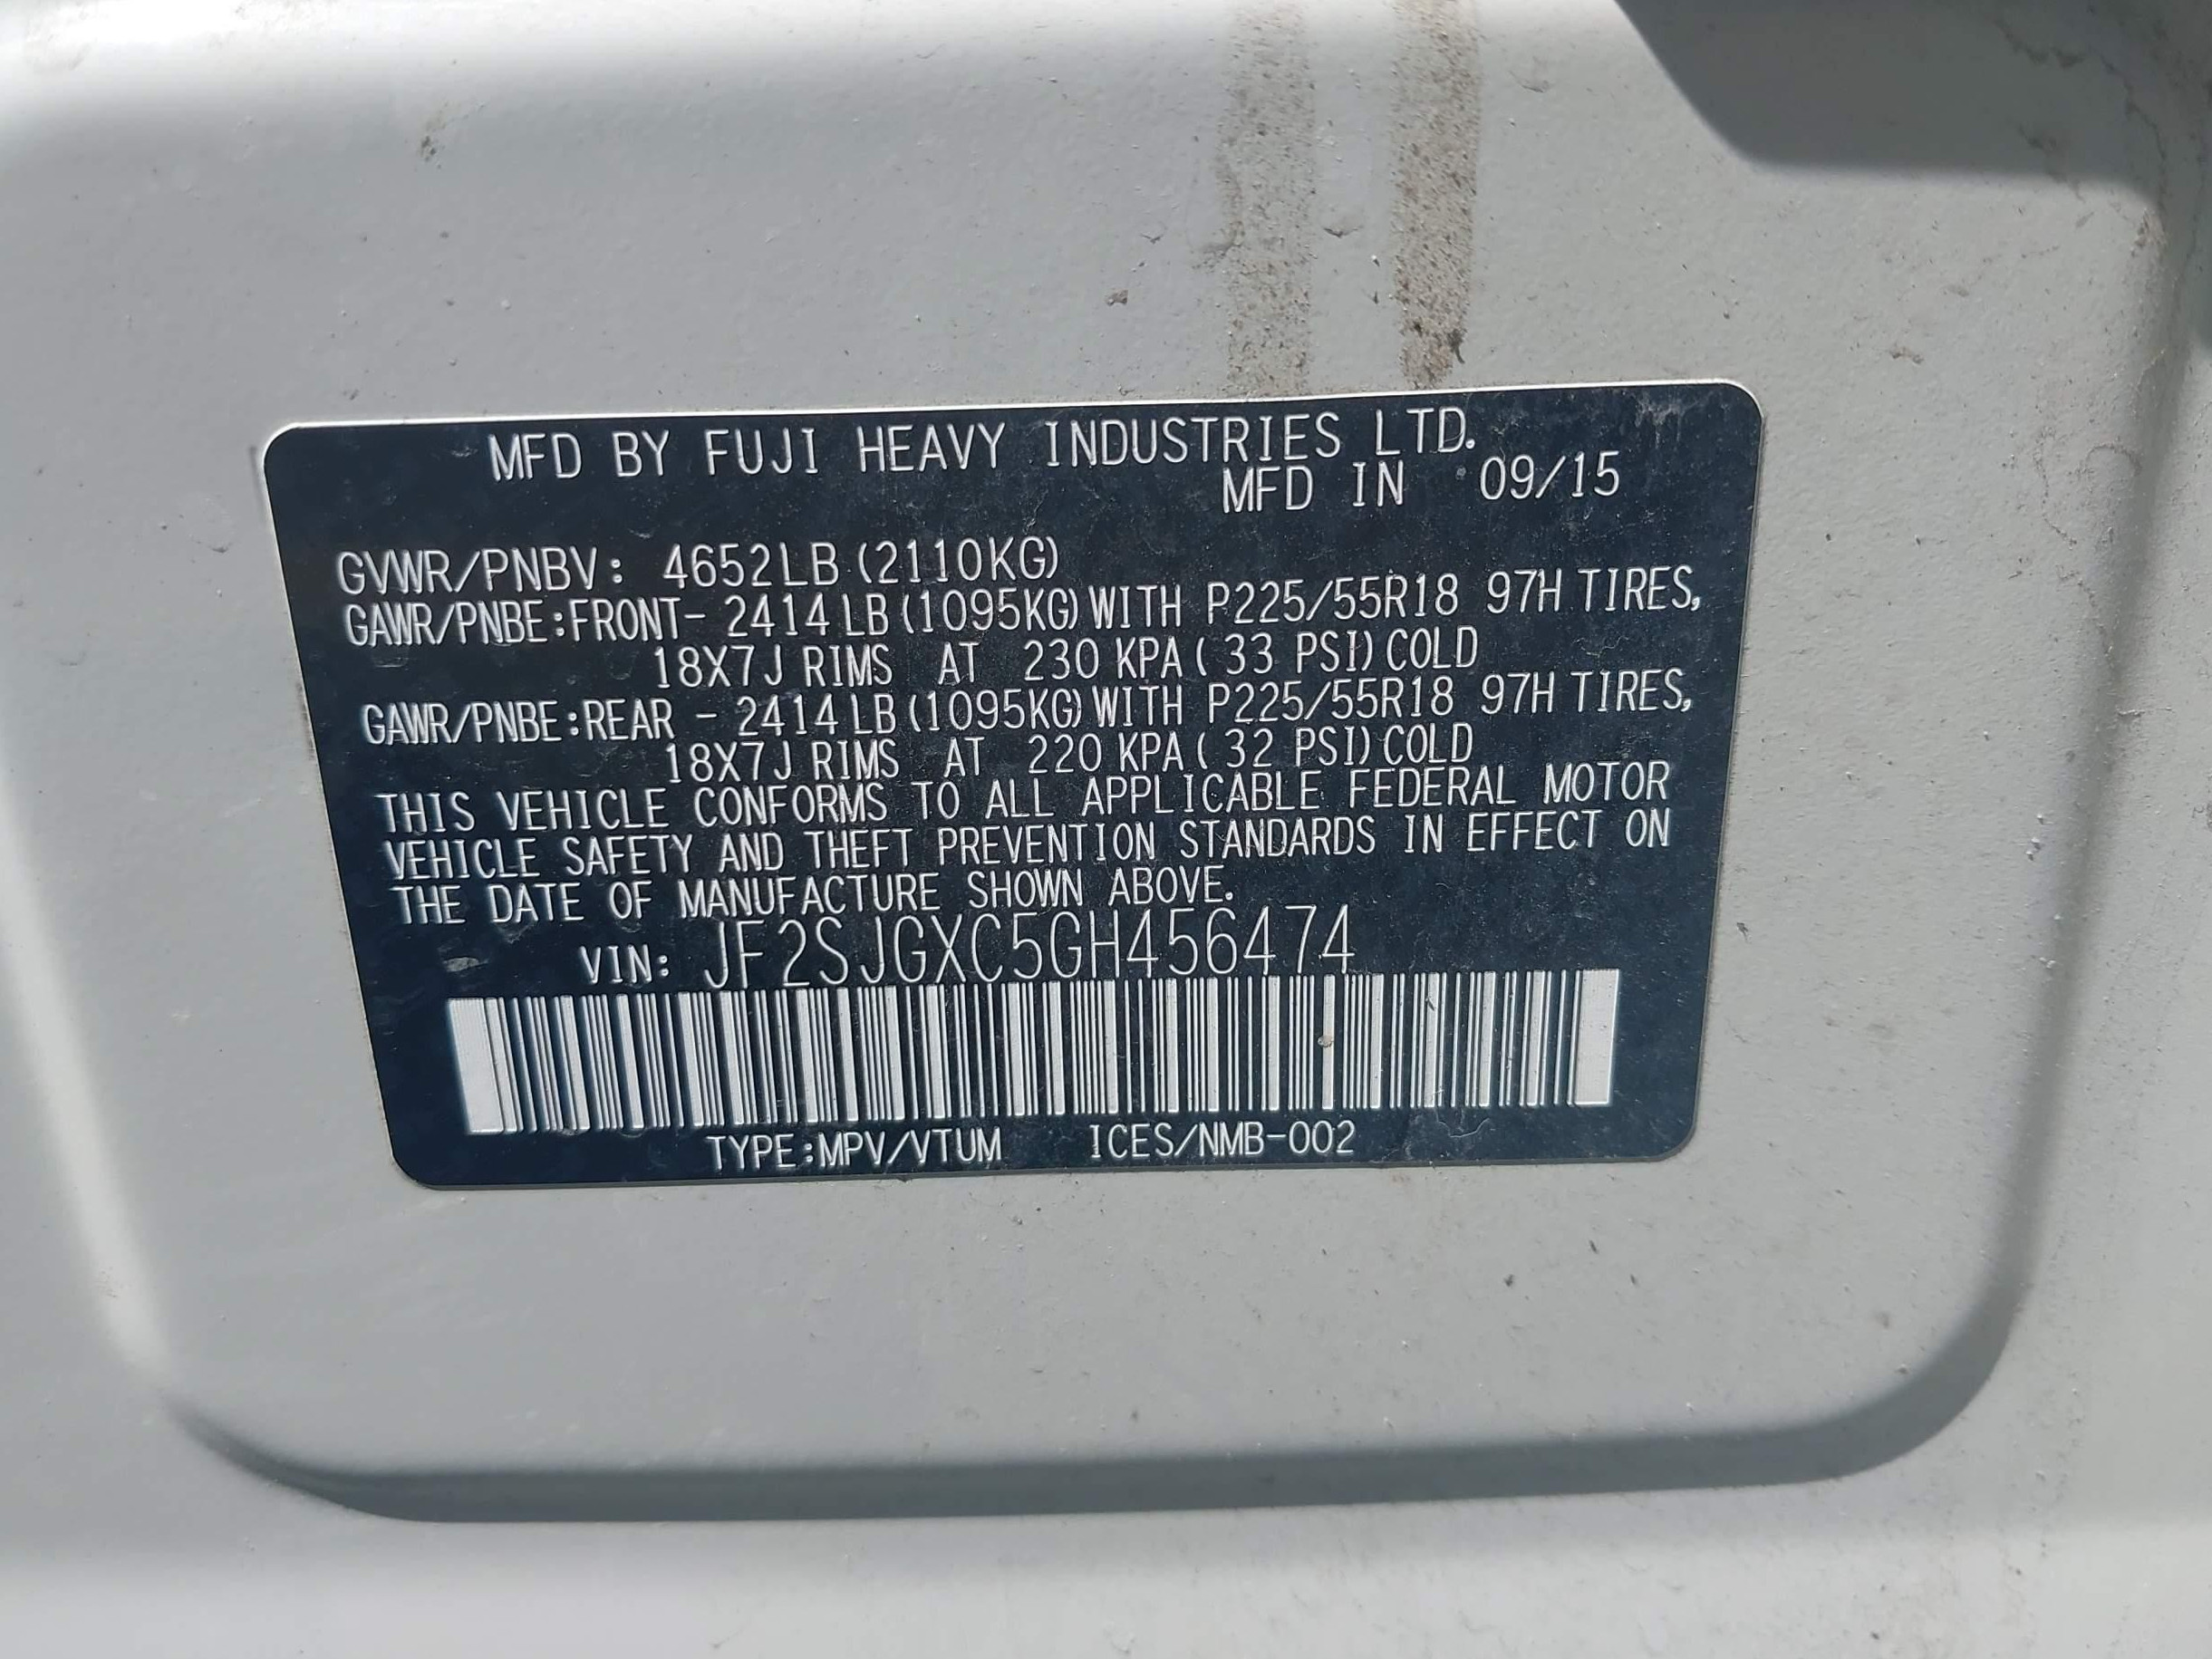 MFD BY FUJI HEAVY INDUSTRIES LTD.
MFD IN 09/15
GVWR/PNBV: 4652LB (2110KG)
GAWR/PNBE:FRONT- 2414 LB (1095KG) WITH P225/55R18 97H TIRES,
18X7J RIMS AT 230 KPA ( 33 PSI) COLD
GAWR/PNBE:REAR - 2414 LB (1095KG) WITH P225/55R18 97H TIRES,
18X7J RIMS AT 220 KPA ( 32 PSI) COLD
THIS VEHICLE CONFORMS TO ALL APPLICABLE FEDERAL MOTOR
VEHICLE SAFETY AND THEFT PREVENTION STANDARDS IN EFFECT ON
THE DATE OF MANUFACTURE SHOWN ABOVE.
VIN: JF2SJGXC5GH456474
TYPE:MPV/VTUM ICES/NMB-002